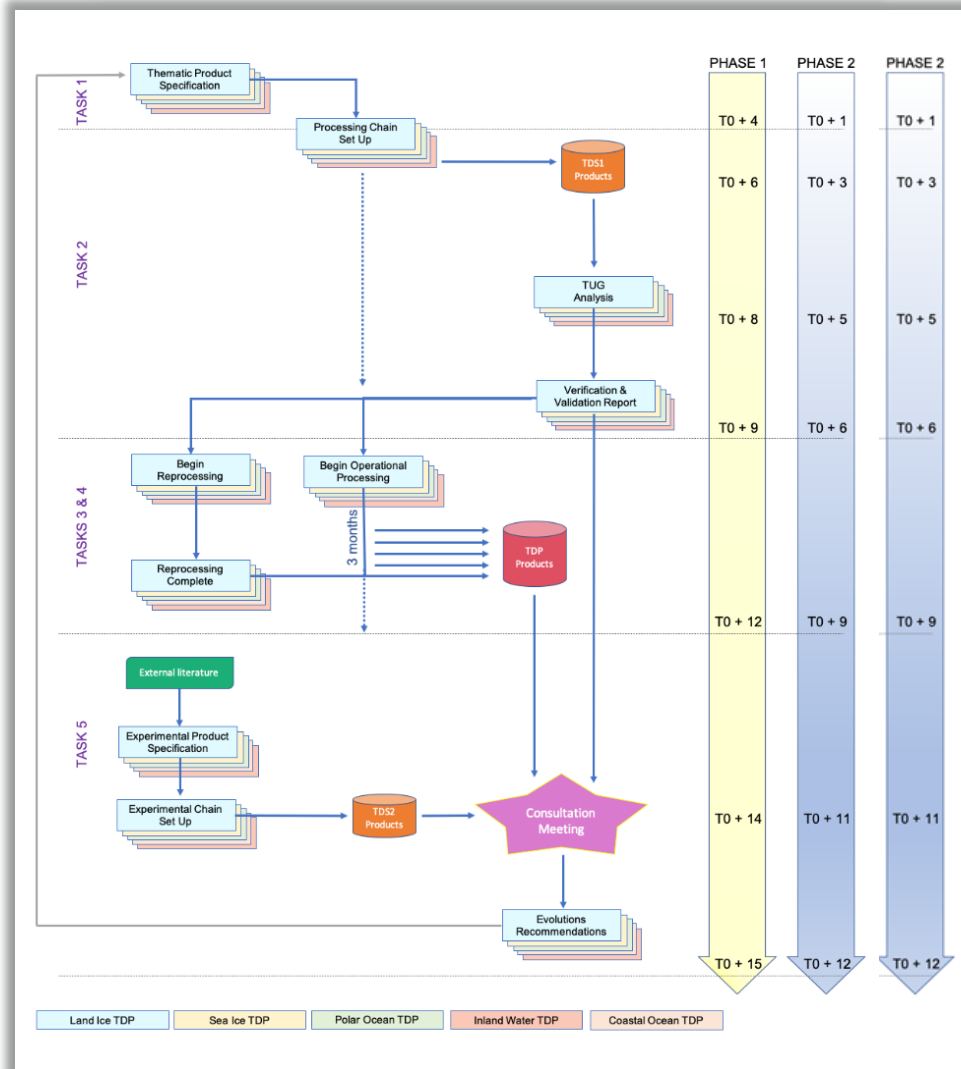 PHASE 1
PHASE 2
PHASE 2
TASK 1
Thematic Product
Specification
T0 + 4
T0 + 1
T0 + 1
Processing Chain
Set Up
TDS1
Products
T0 + 6
T0 + 3
T0 + 3
TASK 2
TUG
Analysis
T0 + 8
T0 + 5
T0 + 5
Verification &
Validation Report
T0 + 9
T0 + 6
T0 + 6
TASKS 3 & 4
Begin
Reprocessing
Begin Operational
Processing
3 months
TDP
Products
Reprocessing
Complete
T0 + 12
T0 + 9
T0 + 9
TASK 5
External literature
Experimental Product
Specification
Experimental Chain
Set Up
TDS2
Products
Consultation
Meeting
T0 + 14
T0 + 11
T0 + 11
Evolutions
Recommendations
T0 + 15
T0 + 12
T0 + 12
Land Ice TDP
Sea Ice TDP
Polar Ocean TDP
Inland Water TDP
Coastal Ocean TDP